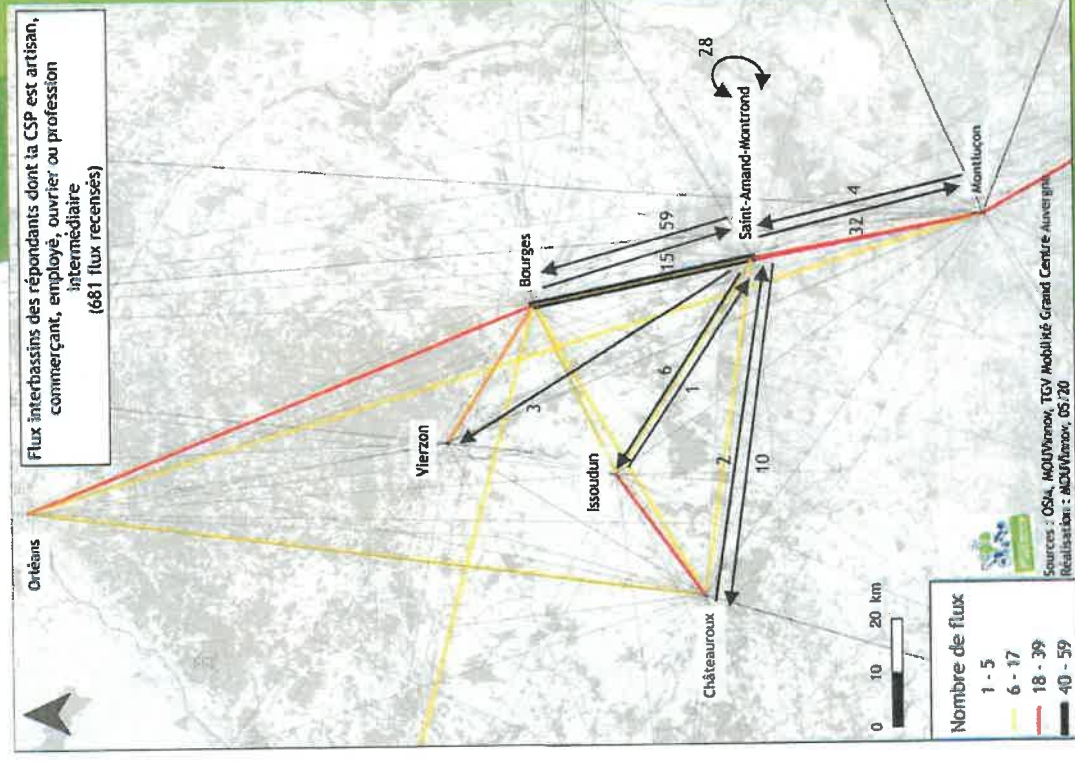 Flux interbassins des répondants dont la CSP est artisan,
commerçant, employé, ouvrier ou profession
intermédiaire
(681 flux recensés)
Orléans
Vierzon
Bourges
Issoudun
Saint-Amand-Montrond
Châteauroux
Montluçon
28
59
15
4
32
3
6
1
2
10
0 10 20 km
Nombre de flux
1 - 5
6 - 17
18 - 39
40 - 59
Sources : OSM, MOUVinnov, TGV Mobilité Grand Centre Auvergne
Réalisation : MOUVinnov, 05/20